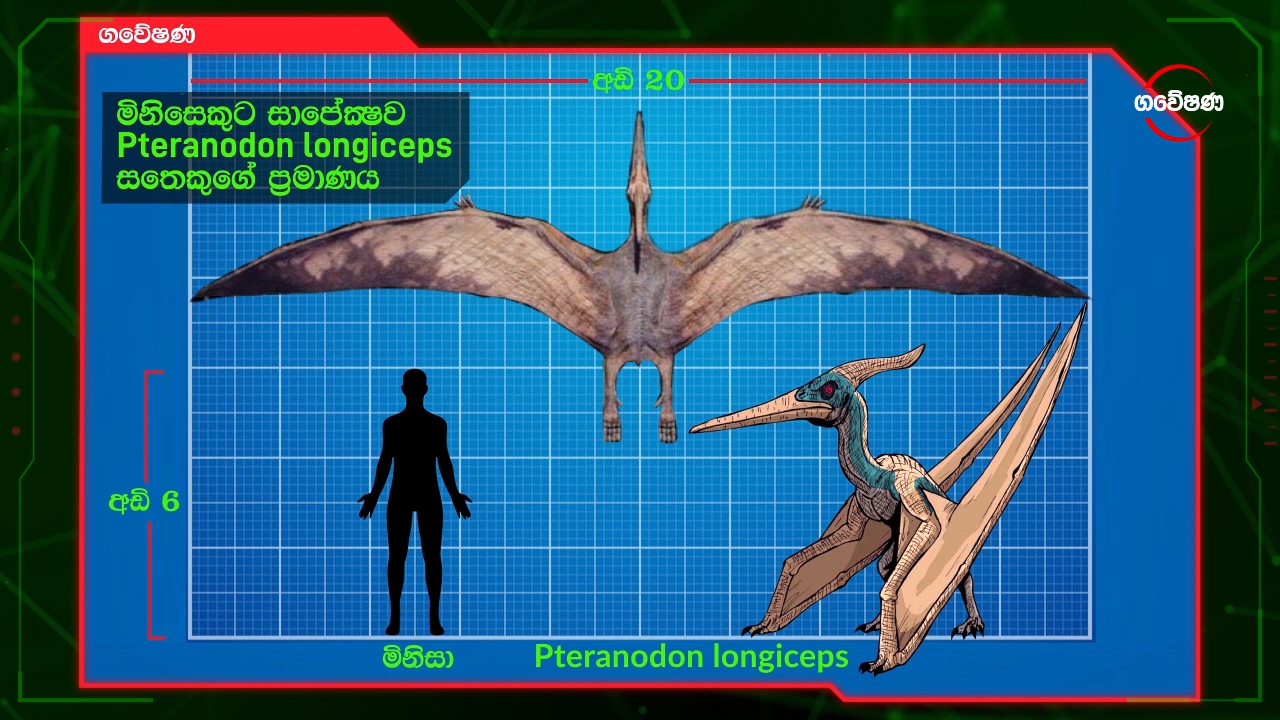 ගවේෂණ
ගවේෂණ
අඩි 20
මිනිසෙකුට සාපේක්‍ෂව
Pteranodon longiceps
සතෙකුගේ ප්‍රමාණය
අඩි 6
මිනිසා
Pteranodon longiceps